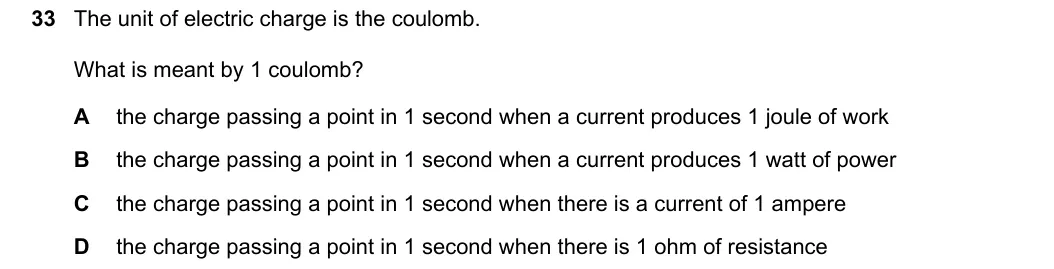 33 The unit of electric charge is the coulomb.
What is meant by 1 coulomb?
A the charge passing a point in 1 second when a current produces 1 joule of work
B the charge passing a point in 1 second when a current produces 1 watt of power
C the charge passing a point in 1 second when there is a current of 1 ampere
D the charge passing a point in 1 second when there is 1 ohm of resistance